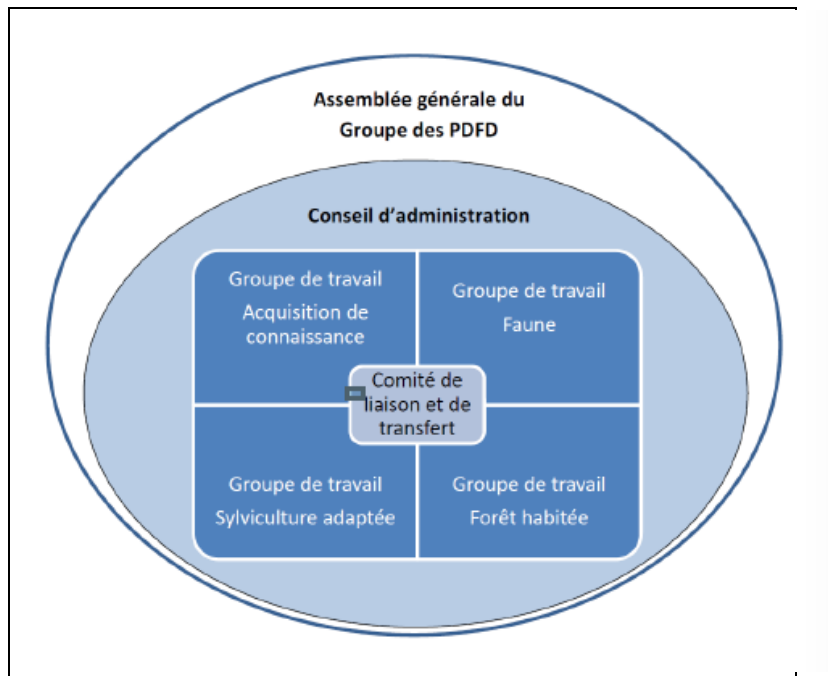 Assemblée générale du
Groupe des PDFD
Conseil d'administration
Groupe de travail
Acquisition de
connaissance
Groupe de travail
Faune
Comité de
liaison et de
transfert
Groupe de travail
Sylviculture adaptée
Groupe de travail
Forêt habitée